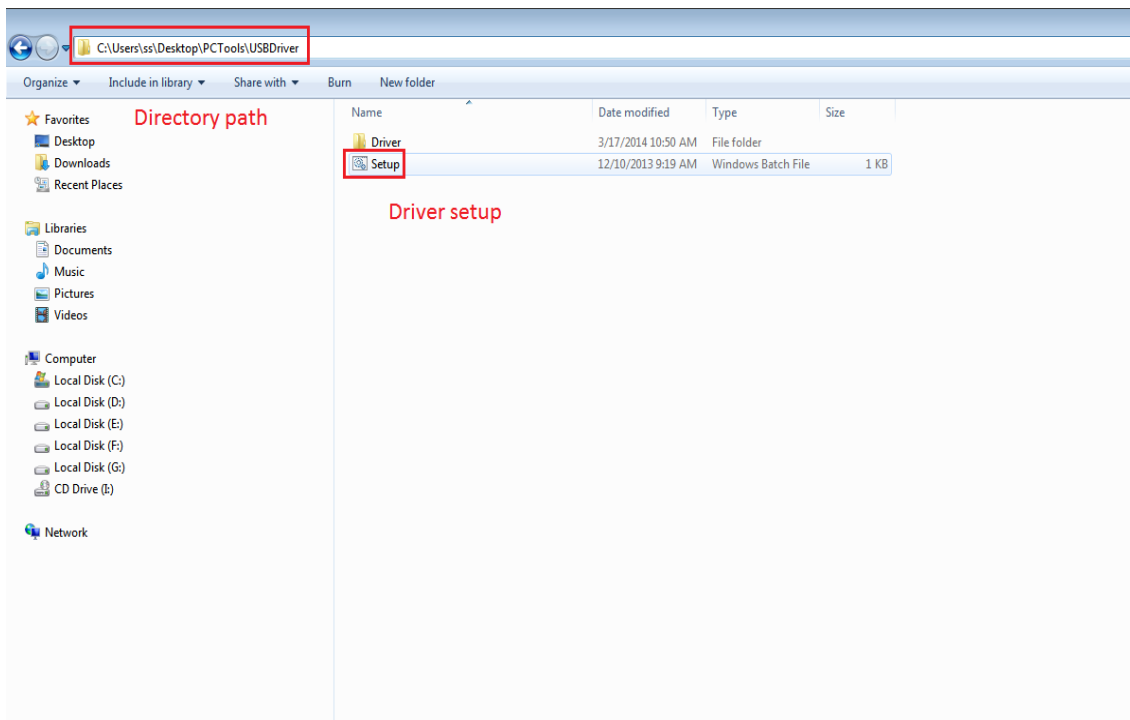 C:\Users\ss\Desktop\PCTools\USBDriver
Organize Include in library Share with Burn New folder
Directory path
Name Date modified Type Size
Favorites
Desktop
Downloads
Recent Places
Libraries
Documents
Music
Pictures
Videos
Computer
Local Disk (C:)
Local Disk (D:)
Local Disk (E:)
Local Disk (F:)
Local Disk (G:)
CD Drive (I:)
Network
Driver 3/17/2014 10:50 AM File folder
Setup 12/10/2013 9:19 AM Windows Batch File 1 KB
Driver setup